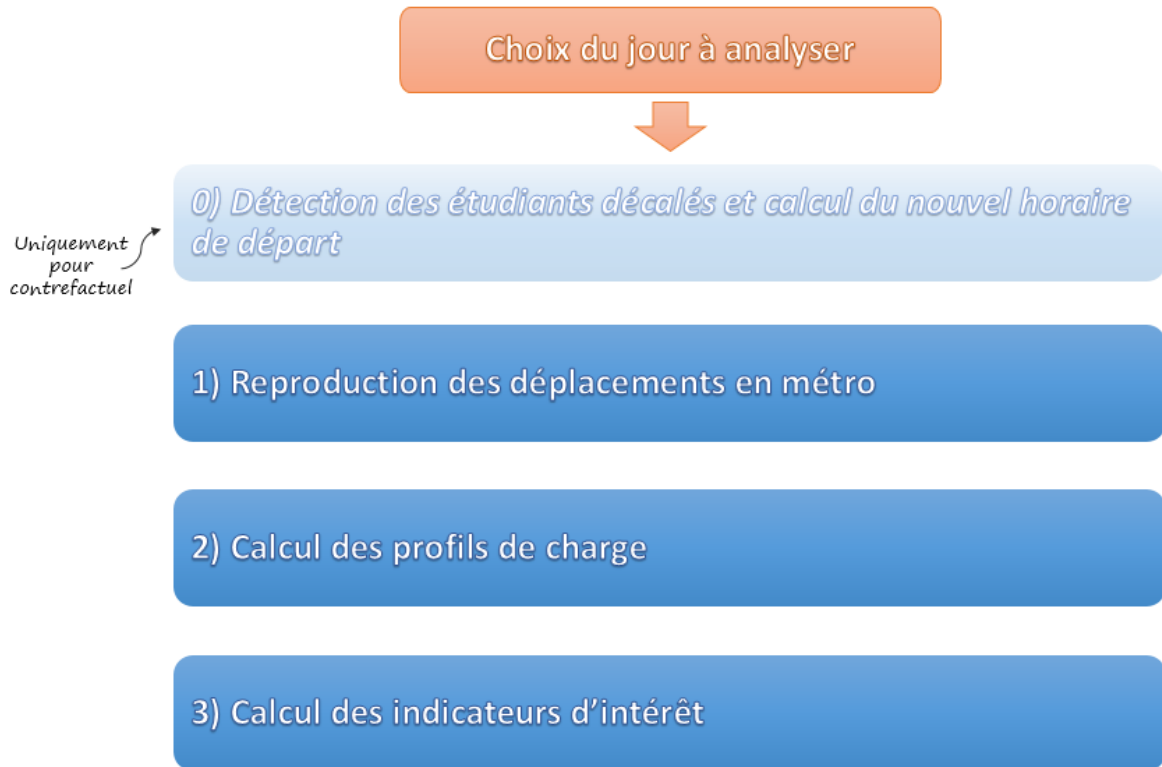 Choix du jour à analyser
0) Détection des étudiants décalés et calcul du nouvel horaire
de départ
Uniquement
pour
contrefactuel
1) Reproduction des déplacements en métro
2) Calcul des profils de charge
3) Calcul des indicateurs d'intérêt